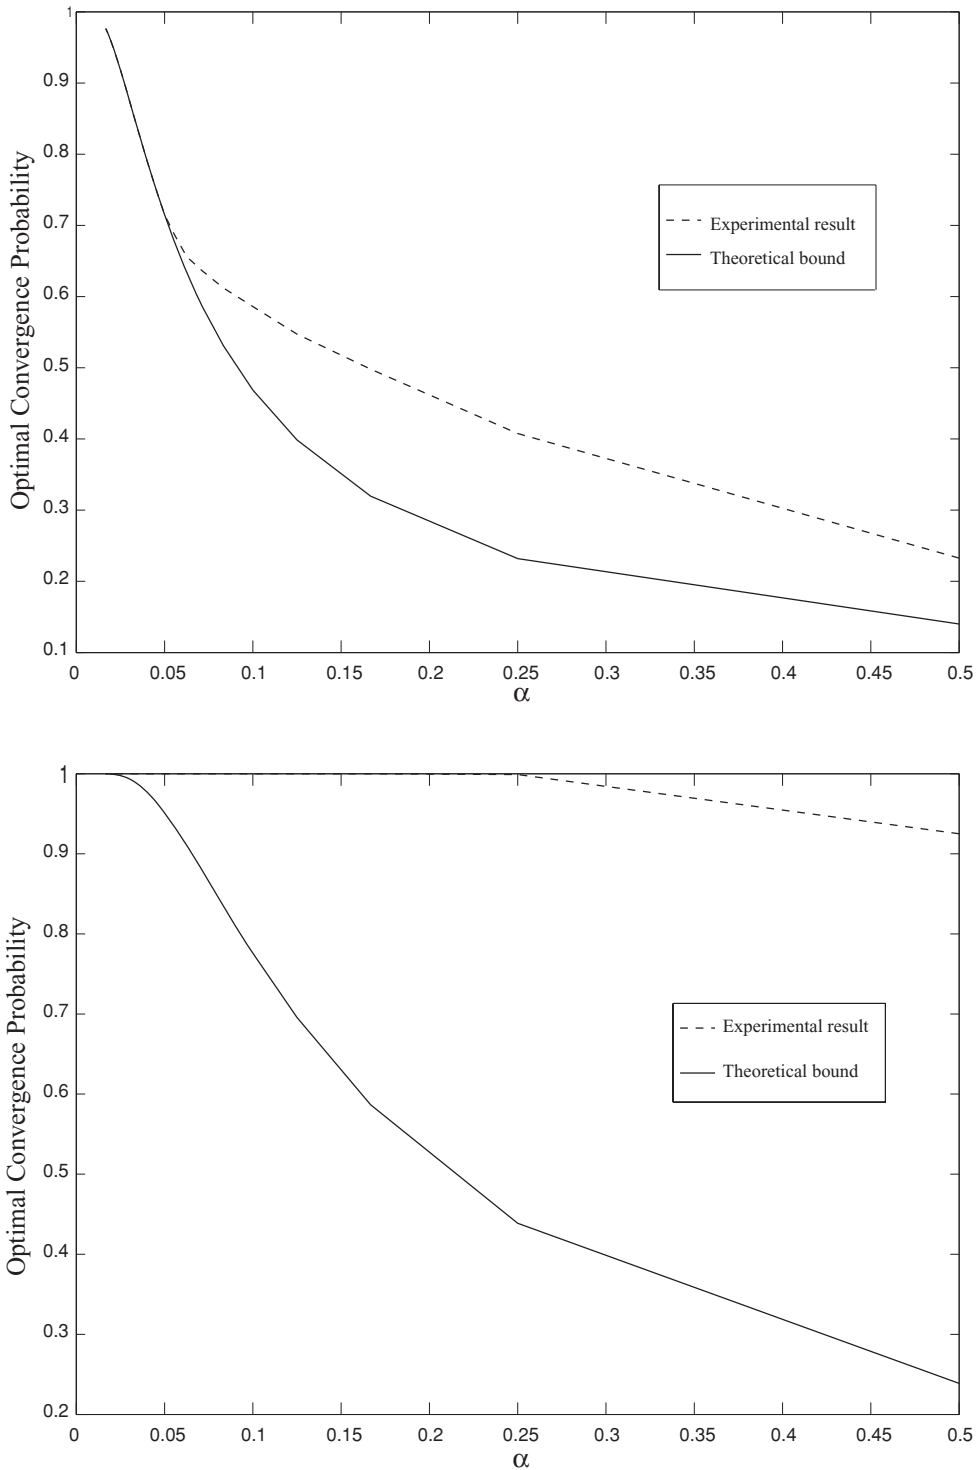 1
0.9
0.8
0.7
0.6
0.5
0.4
0.3
0.2
0.1
Optimal Convergence Probability
Experimental result
Theoretical bound
0 0.05 0.1 0.15 0.2 0.25 0.3 0.35 0.4 0.45 0.5
α
1
0.9
0.8
0.7
0.6
0.5
0.4
0.3
0.2
Optimal Convergence Probability
Experimental result
Theoretical bound
0 0.05 0.1 0.15 0.2 0.25 0.3 0.35 0.4 0.45 0.5
α